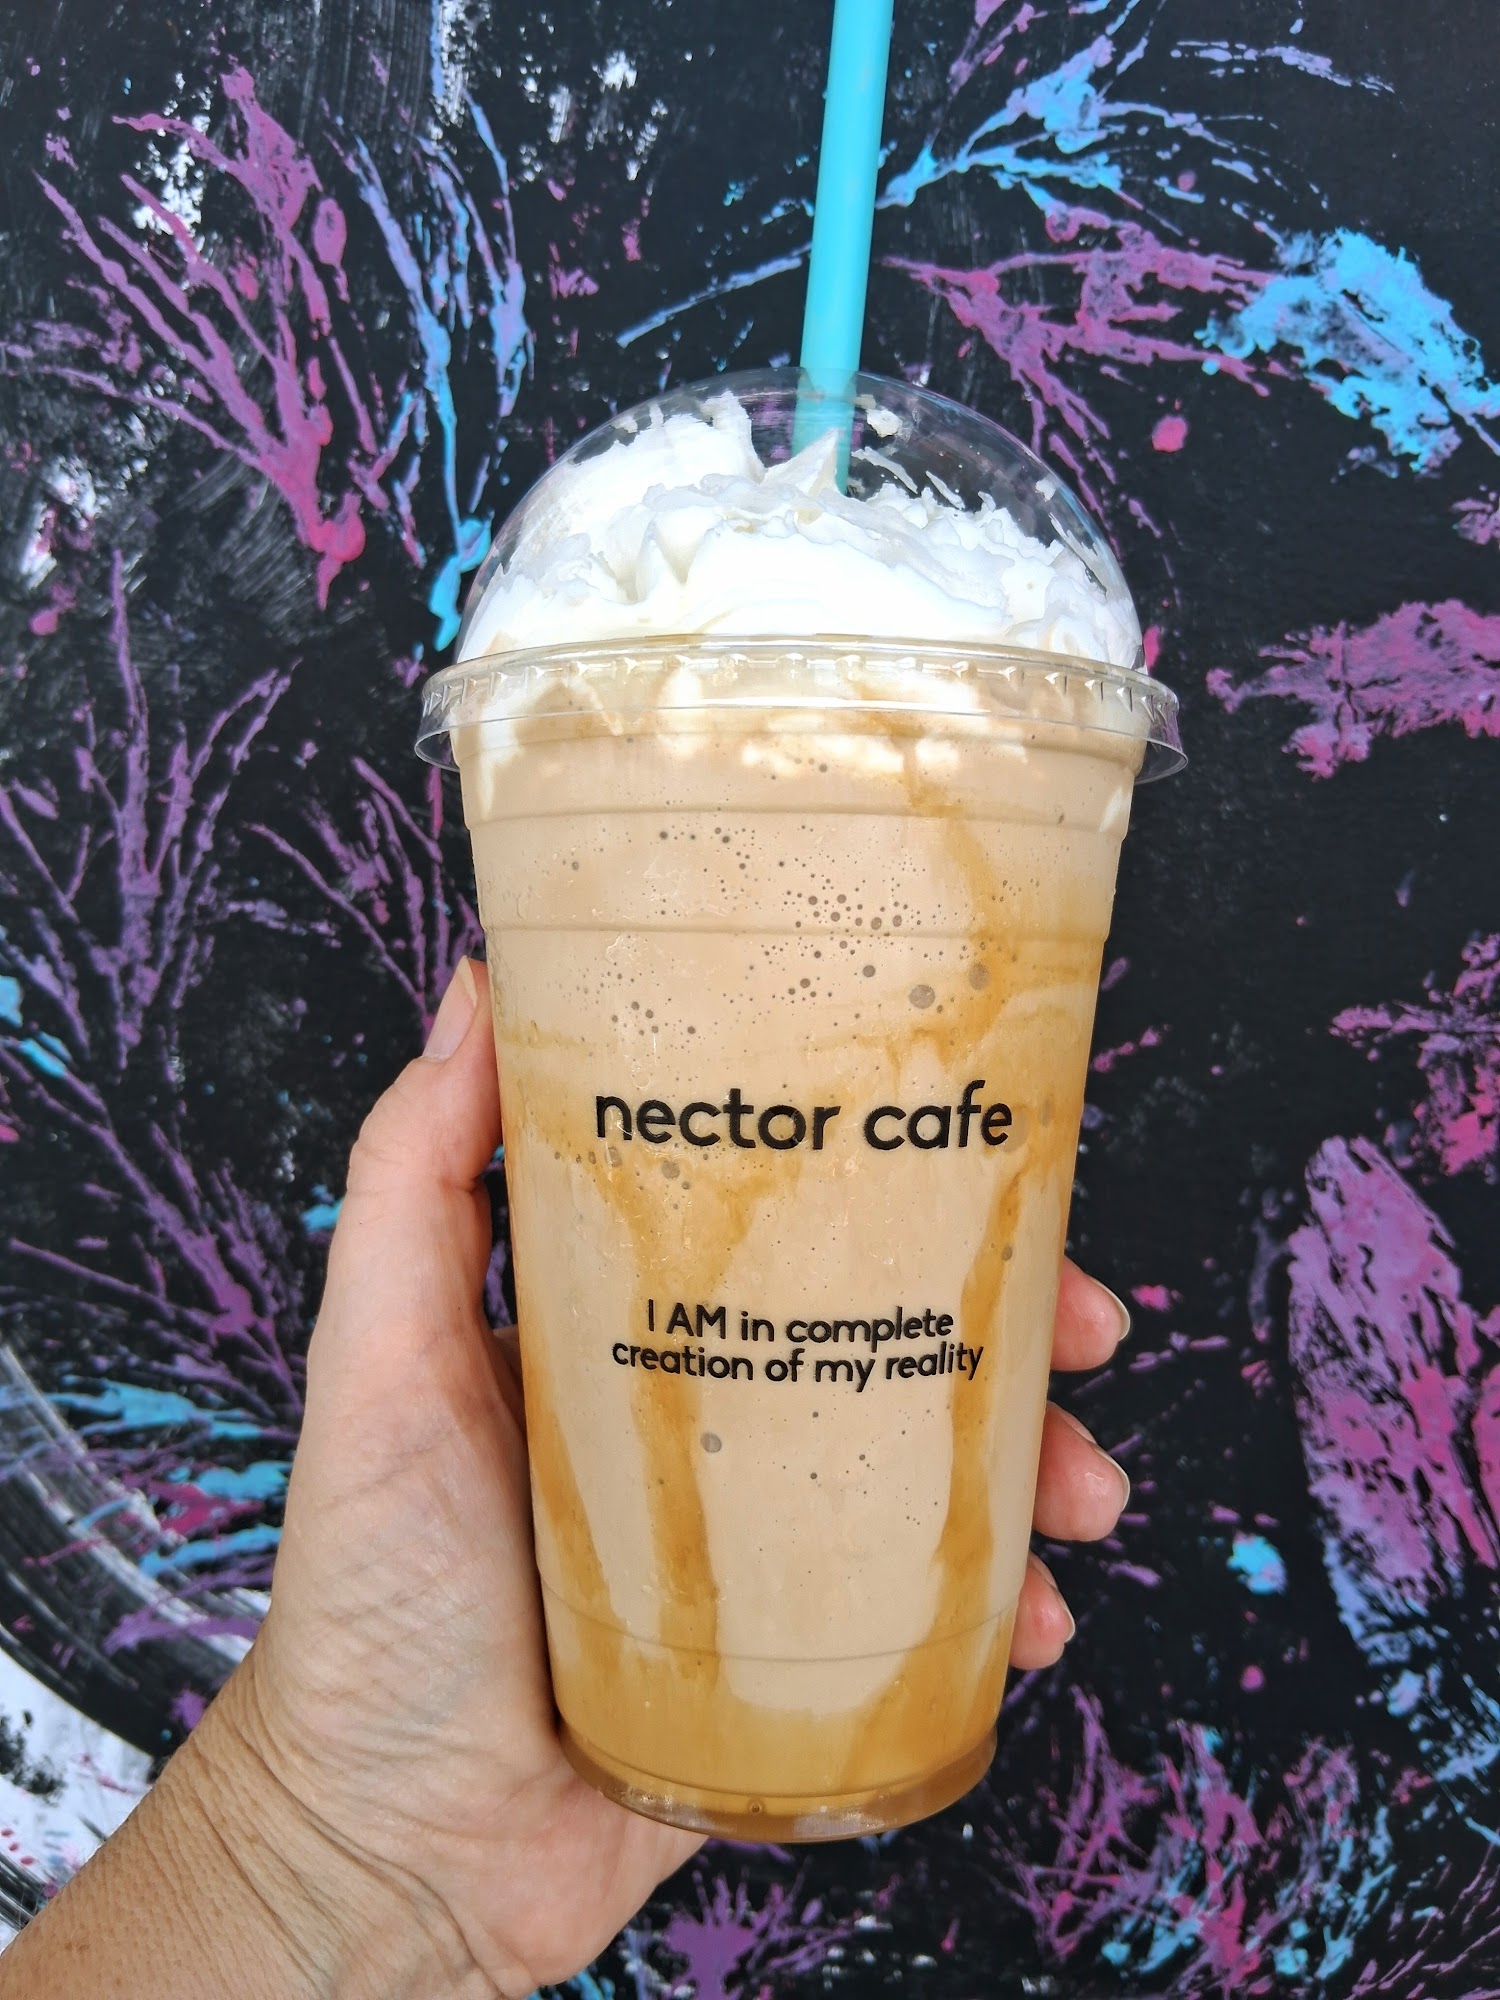 nector cafe
I AM in complete
creation of my reality